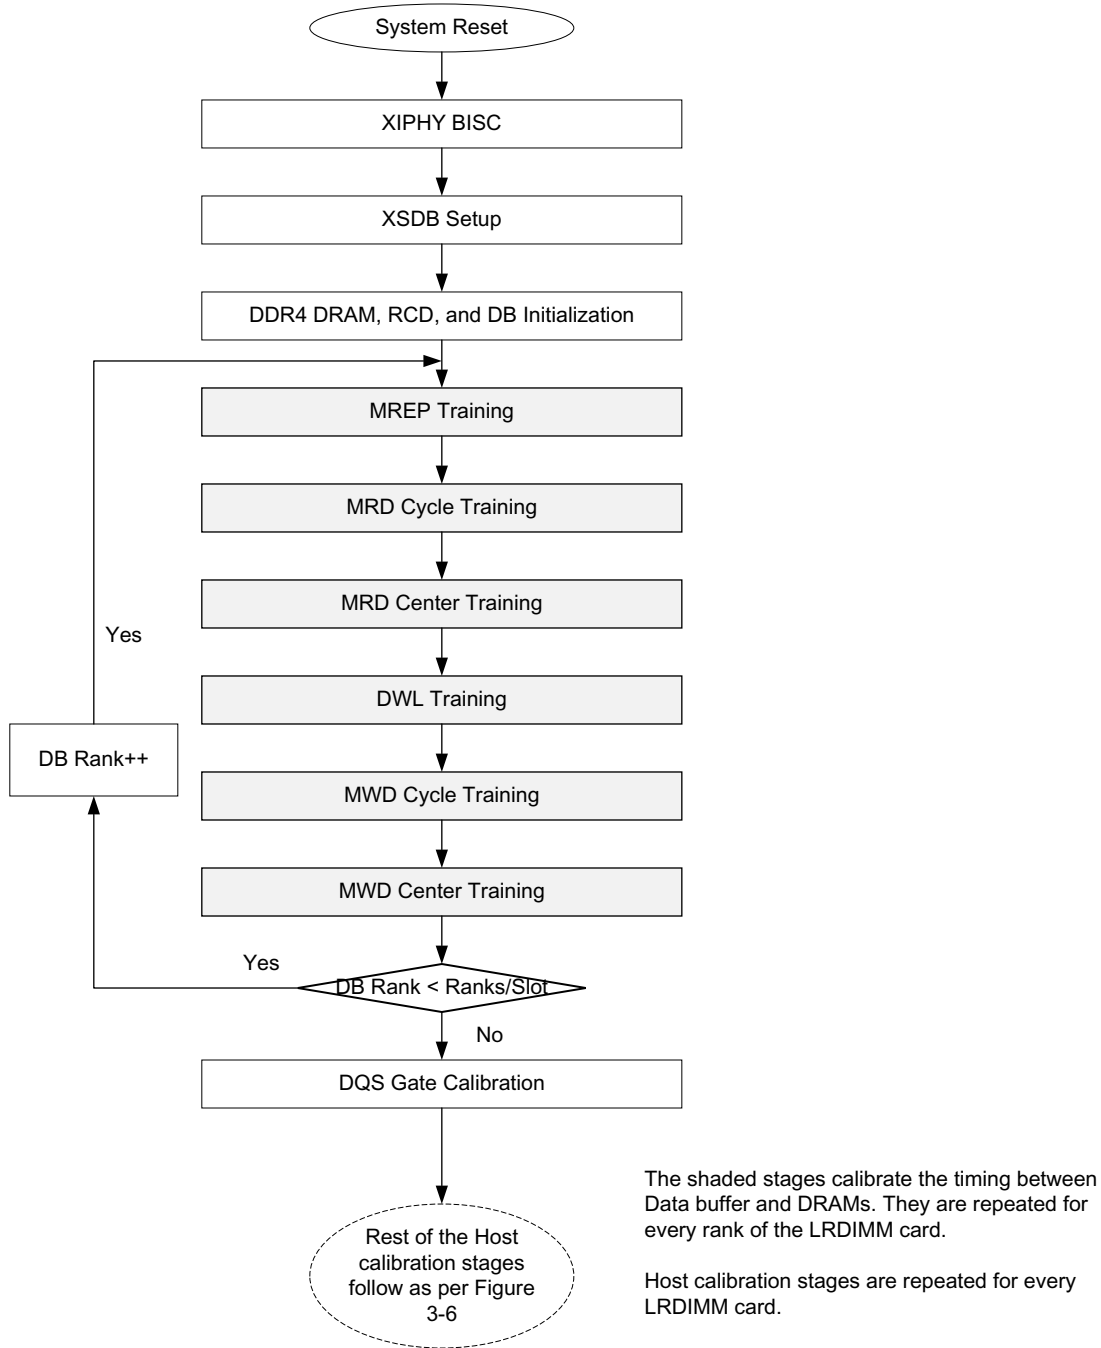 System Reset
XIPHY BISC
XSDB Setup
DDR4 DRAM, RCD, and DB Initialization
MREP Training
MRD Cycle Training
MRD Center Training
Yes
DWL Training
DB Rank++
MWD Cycle Training
MWD Center Training
Yes
DB Rank < Ranks/Slot
No
DQS Gate Calibration
Rest of the Host
calibration stages
follow as per Figure
3-6
The shaded stages calibrate the timing between
Data buffer and DRAMs. They are repeated for
every rank of the LRDIMM card.
Host calibration stages are repeated for every
LRDIMM card.